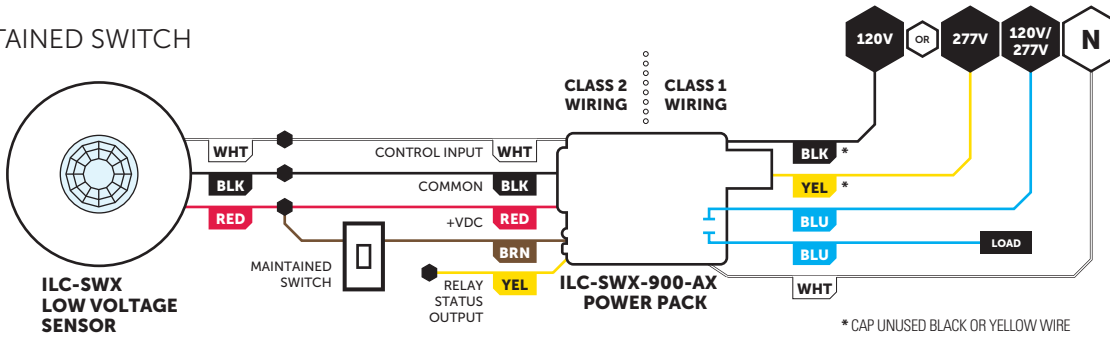 TAINED SWITCH
120V
OR
277V
120V/
277V
N
CLASS 2
WIRING
CLASS 1
WIRING
WHT
CONTROL INPUT
WHT
BLK
COMMON
BLK
RED
+VDC
RED
BRN
MAINTAINED
SWITCH
RELAY
STATUS
OUTPUT
YEL
BLK *
YEL *
BLU
BLU
LOAD
WHT
ILC-SWX
LOW VOLTAGE
SENSOR
ILC-SWX-900-AX
POWER PACK
* CAP UNUSED BLACK OR YELLOW WIRE